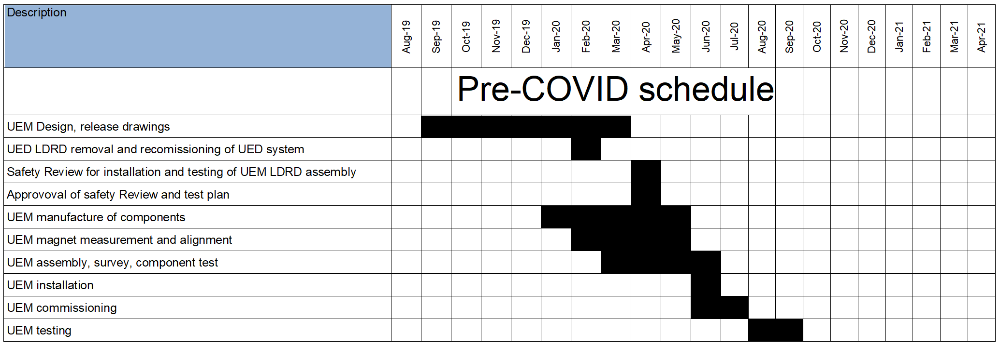 Description
Aug-19
Sep-19
Oct-19
Nov-19
Dec-19
Jan-20
Feb-20
Mar-20
Apr-20
May-20
Jun-20
Jul-20
Aug-20
Sep-20
Oct-20
Nov-20
Dec-20
Jan-21
Feb-21
Mar-21
Apr-21
Pre-COVID schedule
UEM Design, release drawings
UED LDRD removal and recomissioning of UED system
Safety Review for installation and testing of UEM LDRD assembly
Approvoval of safety Review and test plan
UEM manufacture of components
UEM magnet measurement and alignment
UEM assembly, survey, component test
UEM installation
UEM commissioning
UEM testing